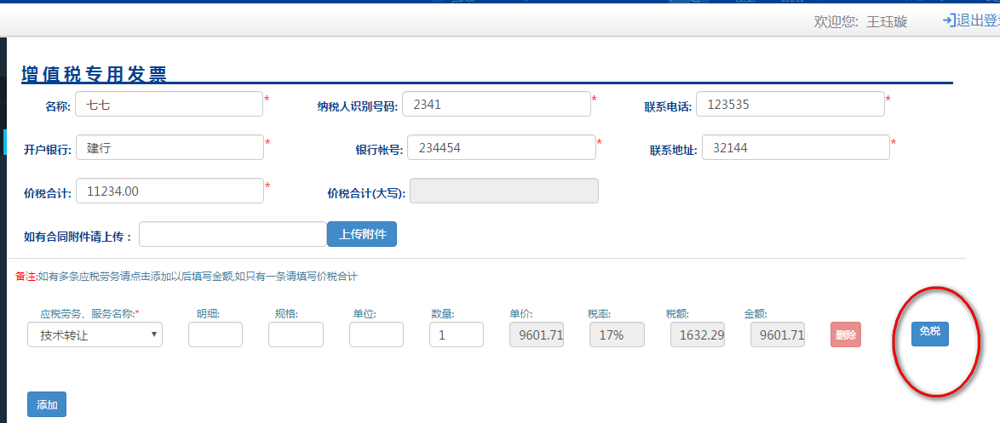 欢迎您: 王珏璇 退出登
增值税专用发票
名称: 七七 * 纳税人识别号码: 2341 * 联系电话: 123535 *
开户银行: 建行 * 银行帐号: 234454 * 联系地址: 32144 *
价税合计: 11234.00 * 价税合计(大写):
如有合同附件请上传： 上传附件
备注:如有多条应税劳务请点击添加以后填写金额,如只有一条请填写价税合计
应税劳务、服务名称:* 明细: 规格: 单位: 数量: 单价: 税率: 税额: 金额:
技术转让 1 9601.71 17% 1632.29 9601.71 删除 免税
添加